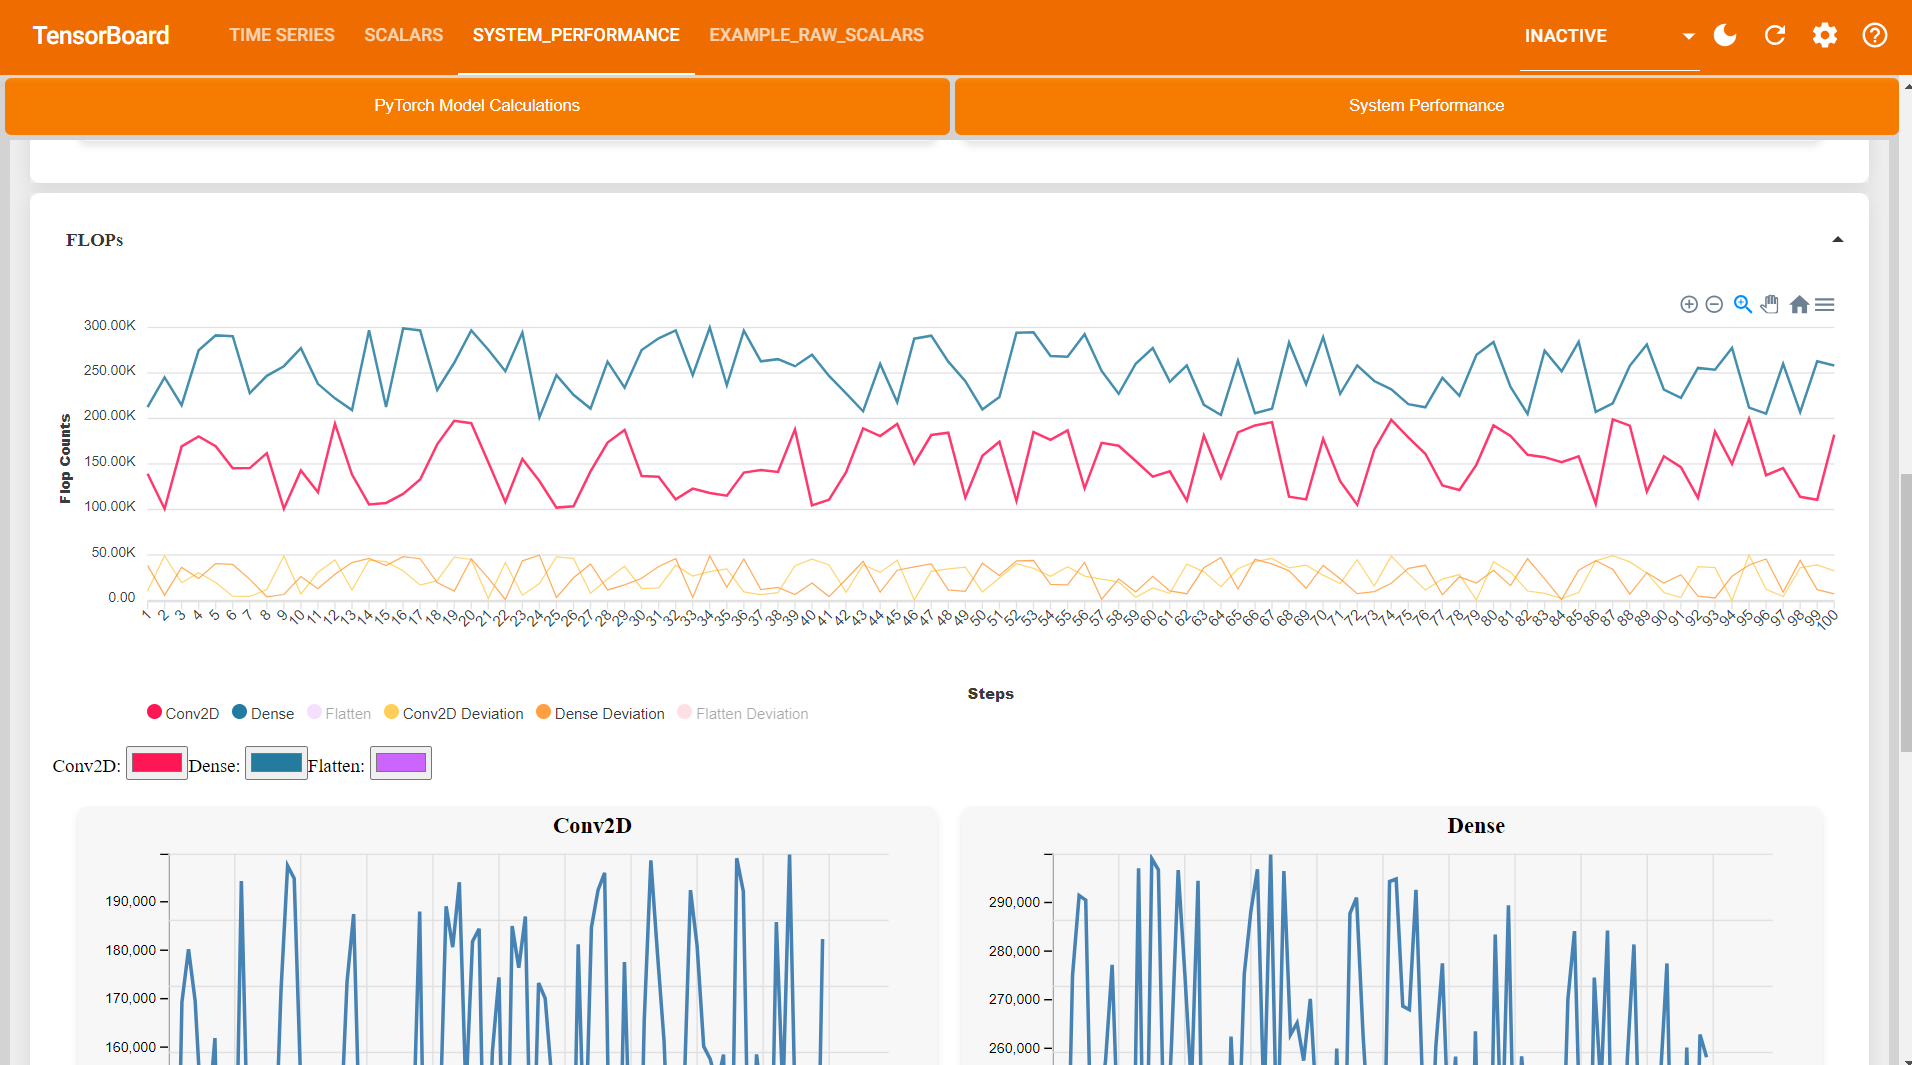 TensorBoard TIME SERIES SCALARS SYSTEM_PERFORMANCE EXAMPLE_RAW_SCALARS INACTIVE
PyTorch Model Calculations System Performance
FLOPs
300.00K
250.00K
200.00K
150.00K
100.00K
50.00K
0.00
Flop Counts
1 2 3 4 5 6 7 8 9 10 11 12 13 14 15 16 17 18 19 20 21 22 23 24 25 26 27 28 29 30 31 32 33 34 35 36 37 38 39 40 41 42 43 44 45 46 47 48 49 50 51 52 53 54 55 56 57 58 59 60 61 62 63 64 65 66 67 68 69 70 71 72 73 74 75 76 77 78 79 80 81 82 83 84 85 86 87 88 89 90 91 92 93 94 95 96 97 98 99 100
Steps
Conv2D Dense Flatten Conv2D Deviation Dense Deviation Flatten Deviation
Conv2D: Dense: Flatten:
Conv2D
190,000
180,000
170,000
160,000
Dense
290,000
280,000
270,000
260,000